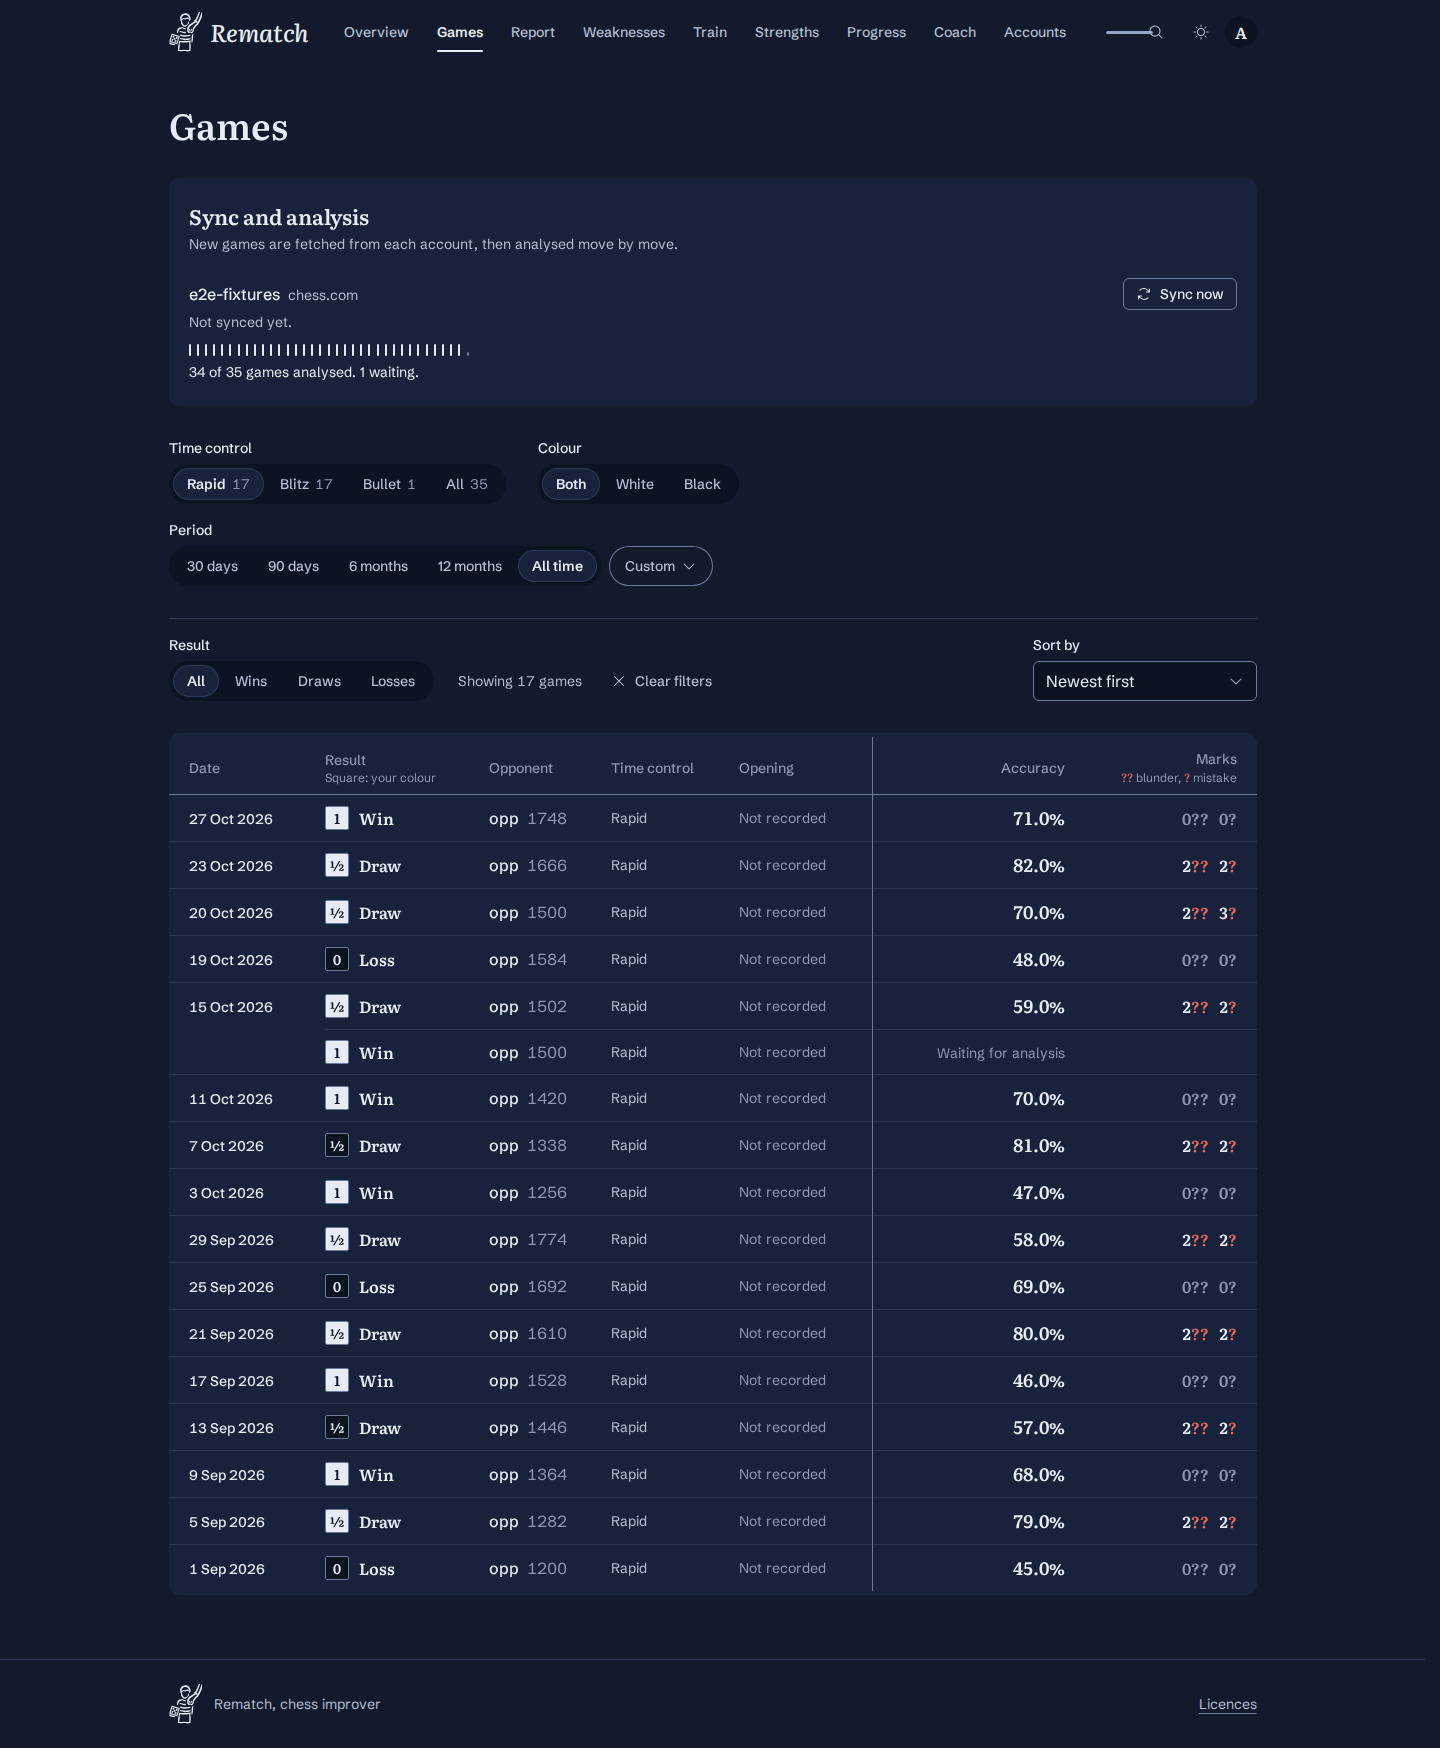 Rematch Overview Games Report Weaknesses Train Strengths Progress Coach Accounts A
Games
Sync and analysis
New games are fetched from each account, then analysed move by move.
e2e-fixtures chess.com Sync now
Not synced yet.
34 of 35 games analysed. 1 waiting.
Time control Colour
Rapid 17 Blitz 17 Bullet 1 All 35 Both White Black
Period
30 days 90 days 6 months 12 months All time Custom
Result Sort by
All Wins Draws Losses Showing 17 games Clear filters Newest first
Date Result Opponent Time control Opening Accuracy Marks
Square: your colour ?? blunder, ? mistake
27 Oct 2026 1 Win opp 1748 Rapid Not recorded 71.0% 0?? 0?
23 Oct 2026 ½ Draw opp 1666 Rapid Not recorded 82.0% 2?? 2?
20 Oct 2026 ½ Draw opp 1500 Rapid Not recorded 70.0% 2?? 3?
19 Oct 2026 0 Loss opp 1584 Rapid Not recorded 48.0% 0?? 0?
15 Oct 2026 ½ Draw opp 1502 Rapid Not recorded 59.0% 2?? 2?
1 Win opp 1500 Rapid Not recorded Waiting for analysis
11 Oct 2026 1 Win opp 1420 Rapid Not recorded 70.0% 0?? 0?
7 Oct 2026 ½ Draw opp 1338 Rapid Not recorded 81.0% 2?? 2?
3 Oct 2026 1 Win opp 1256 Rapid Not recorded 47.0% 0?? 0?
29 Sep 2026 ½ Draw opp 1774 Rapid Not recorded 58.0% 2?? 2?
25 Sep 2026 0 Loss opp 1692 Rapid Not recorded 69.0% 0?? 0?
21 Sep 2026 ½ Draw opp 1610 Rapid Not recorded 80.0% 2?? 2?
17 Sep 2026 1 Win opp 1528 Rapid Not recorded 46.0% 0?? 0?
13 Sep 2026 ½ Draw opp 1446 Rapid Not recorded 57.0% 2?? 2?
9 Sep 2026 1 Win opp 1364 Rapid Not recorded 68.0% 0?? 0?
5 Sep 2026 ½ Draw opp 1282 Rapid Not recorded 79.0% 2?? 2?
1 Sep 2026 0 Loss opp 1200 Rapid Not recorded 45.0% 0?? 0?
Rematch, chess improver Licences